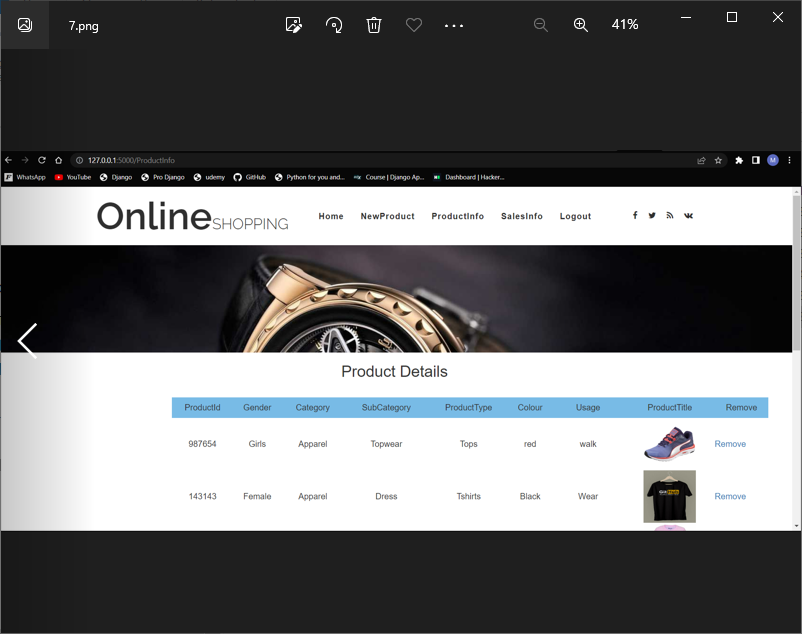 7.png 41%
127.0.0.1:5000/ProductInfo M
WhatsApp YouTube Django Pro Django udemy GitHub Python for you and... Course | Django Ap... Dashboard | Hacker...
Online SHOPPING Home NewProduct ProductInfo SalesInfo Logout
Product Details
ProductId Gender Category SubCategory ProductType Colour Usage ProductTitle Remove
987654 Girls Apparel Topwear Tops red walk Remove
143143 Female Apparel Dress Tshirts Black Wear Remove